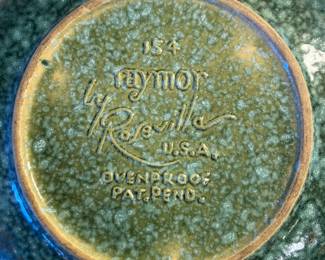 154
raymor
by Roseville
U.S.A.
OVENPROOF
PAT. PEND.